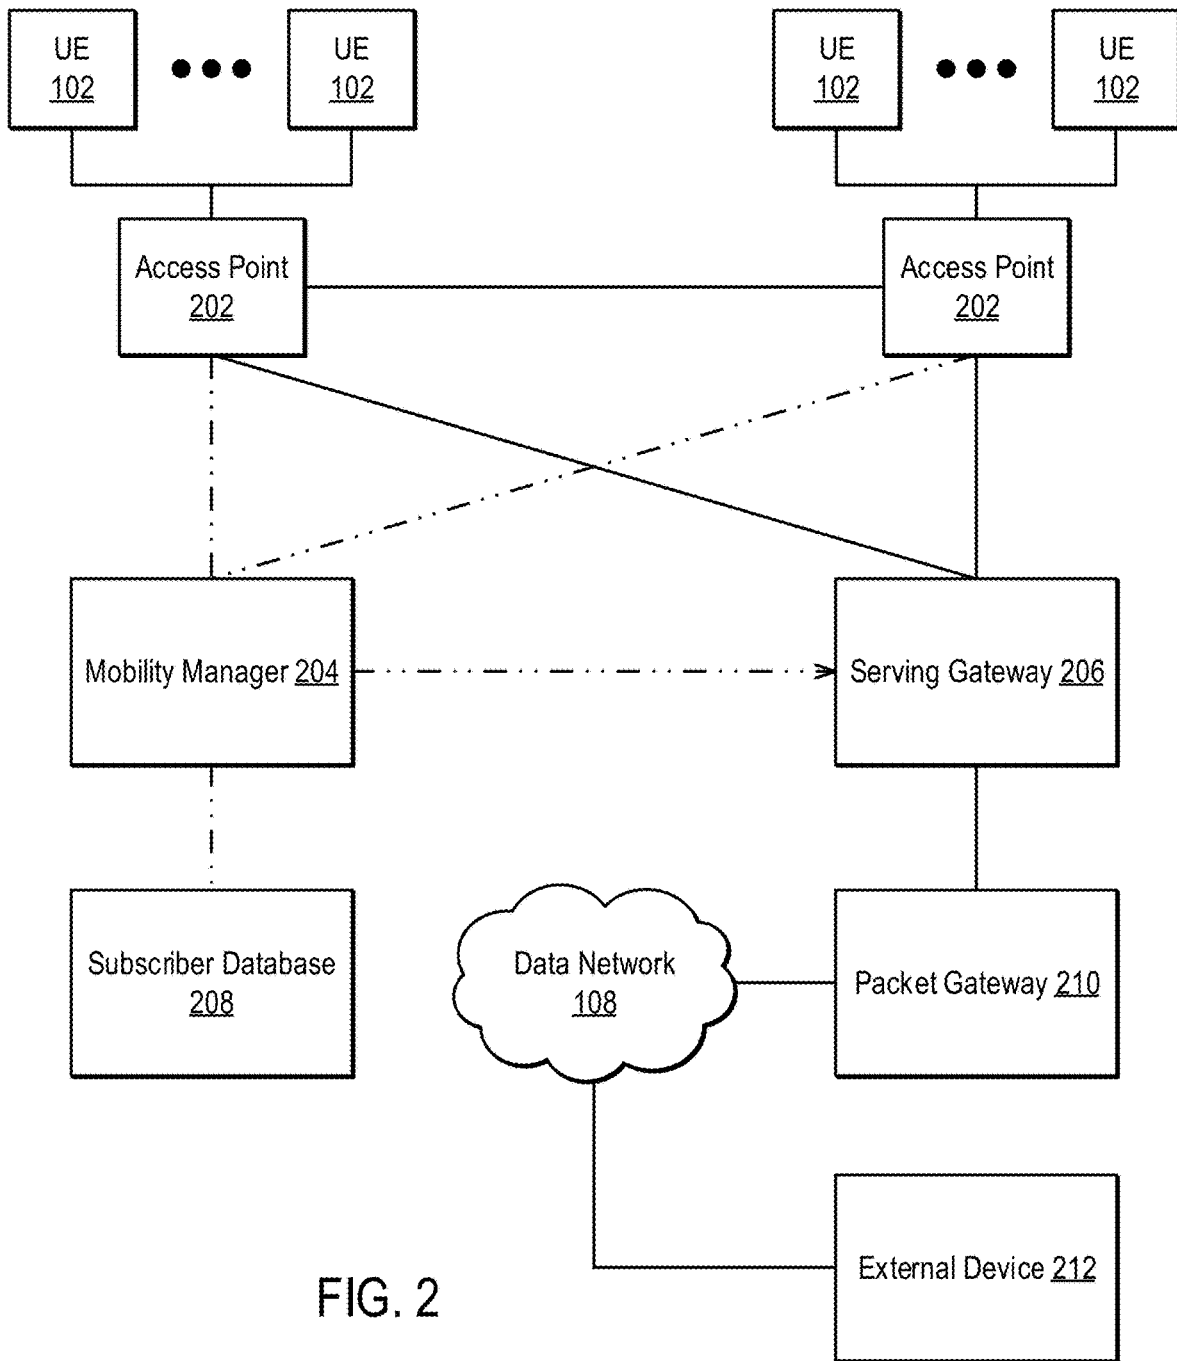 UE
102
UE
102
UE
102
UE
102
Access Point
202
Access Point
202
Mobility Manager 204
Serving Gateway 206
Subscriber Database
208
Data Network
108
Packet Gateway 210
External Device 212
FIG. 2